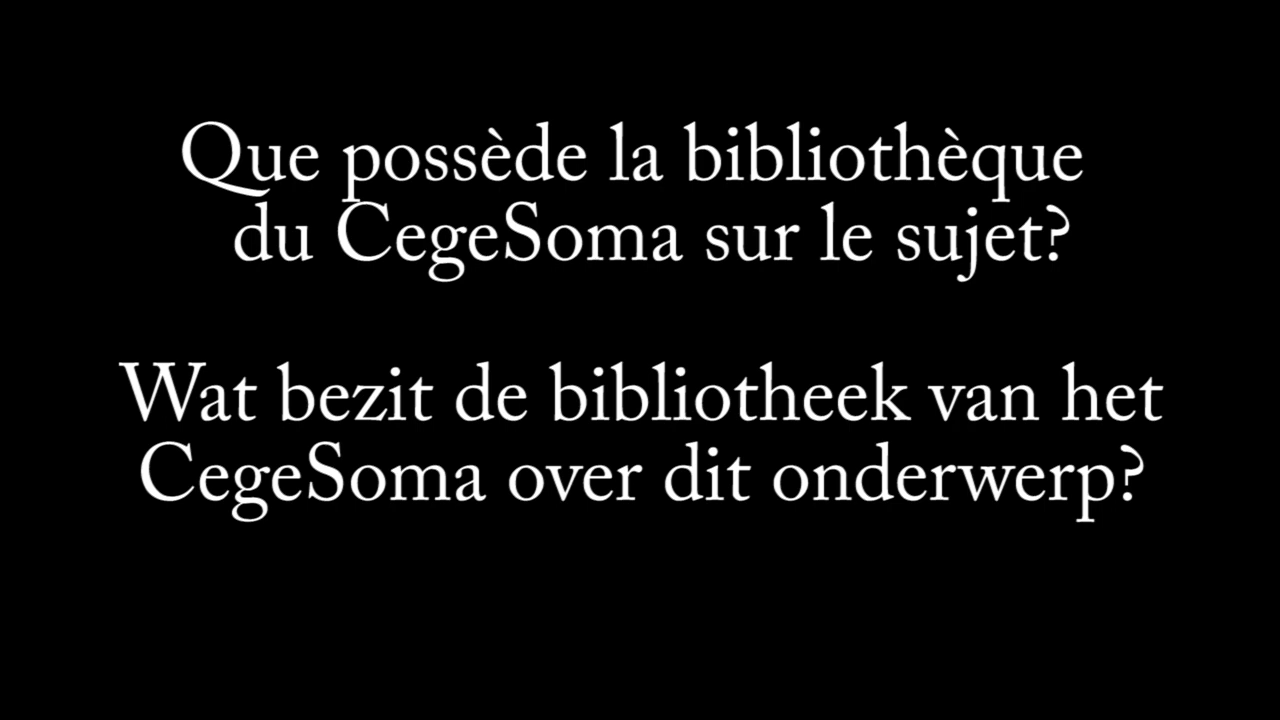 Que possède la bibliothèque
du CegeSoma sur le sujet?
Wat bezit de bibliotheek van het
CegeSoma over dit onderwerp?